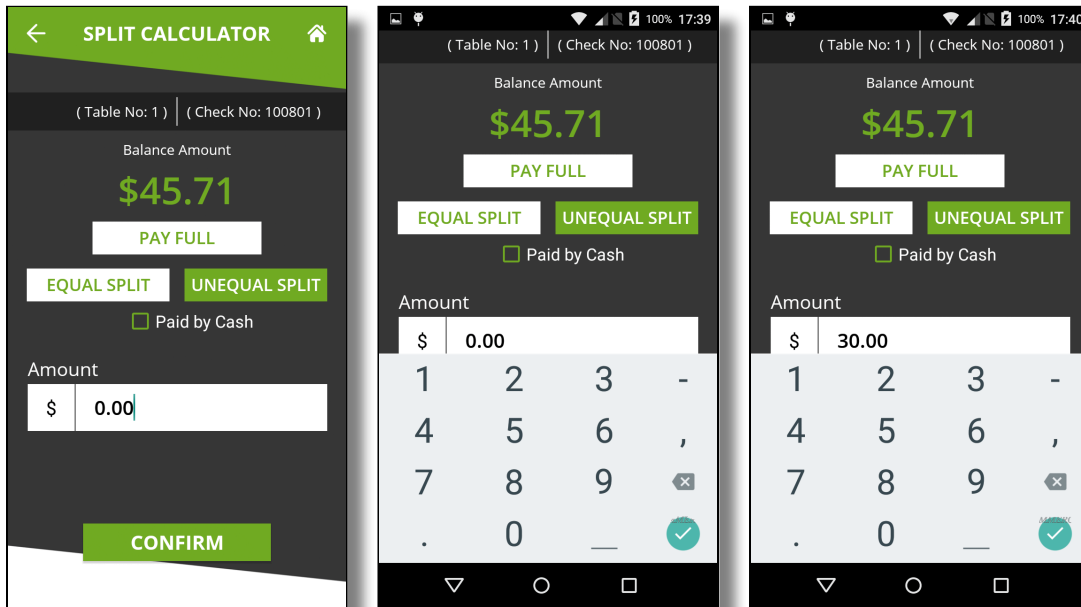 SPLIT CALCULATOR
( Table No: 1 ) ( Check No: 100801 )
Balance Amount
$45.71
PAY FULL
EQUAL SPLIT UNEQUAL SPLIT
Paid by Cash
Amount
$ 0.00
CONFIRM
100% 17:39
( Table No: 1 ) ( Check No: 100801 )
Balance Amount
$45.71
PAY FULL
EQUAL SPLIT UNEQUAL SPLIT
Paid by Cash
Amount
$ 0.00
1 2 3 -
4 5 6 ,
7 8 9
. 0 _
100% 17:40
( Table No: 1 ) ( Check No: 100801 )
Balance Amount
$45.71
PAY FULL
EQUAL SPLIT UNEQUAL SPLIT
Paid by Cash
Amount
$ 30.00
1 2 3 -
4 5 6 ,
7 8 9
. 0 _